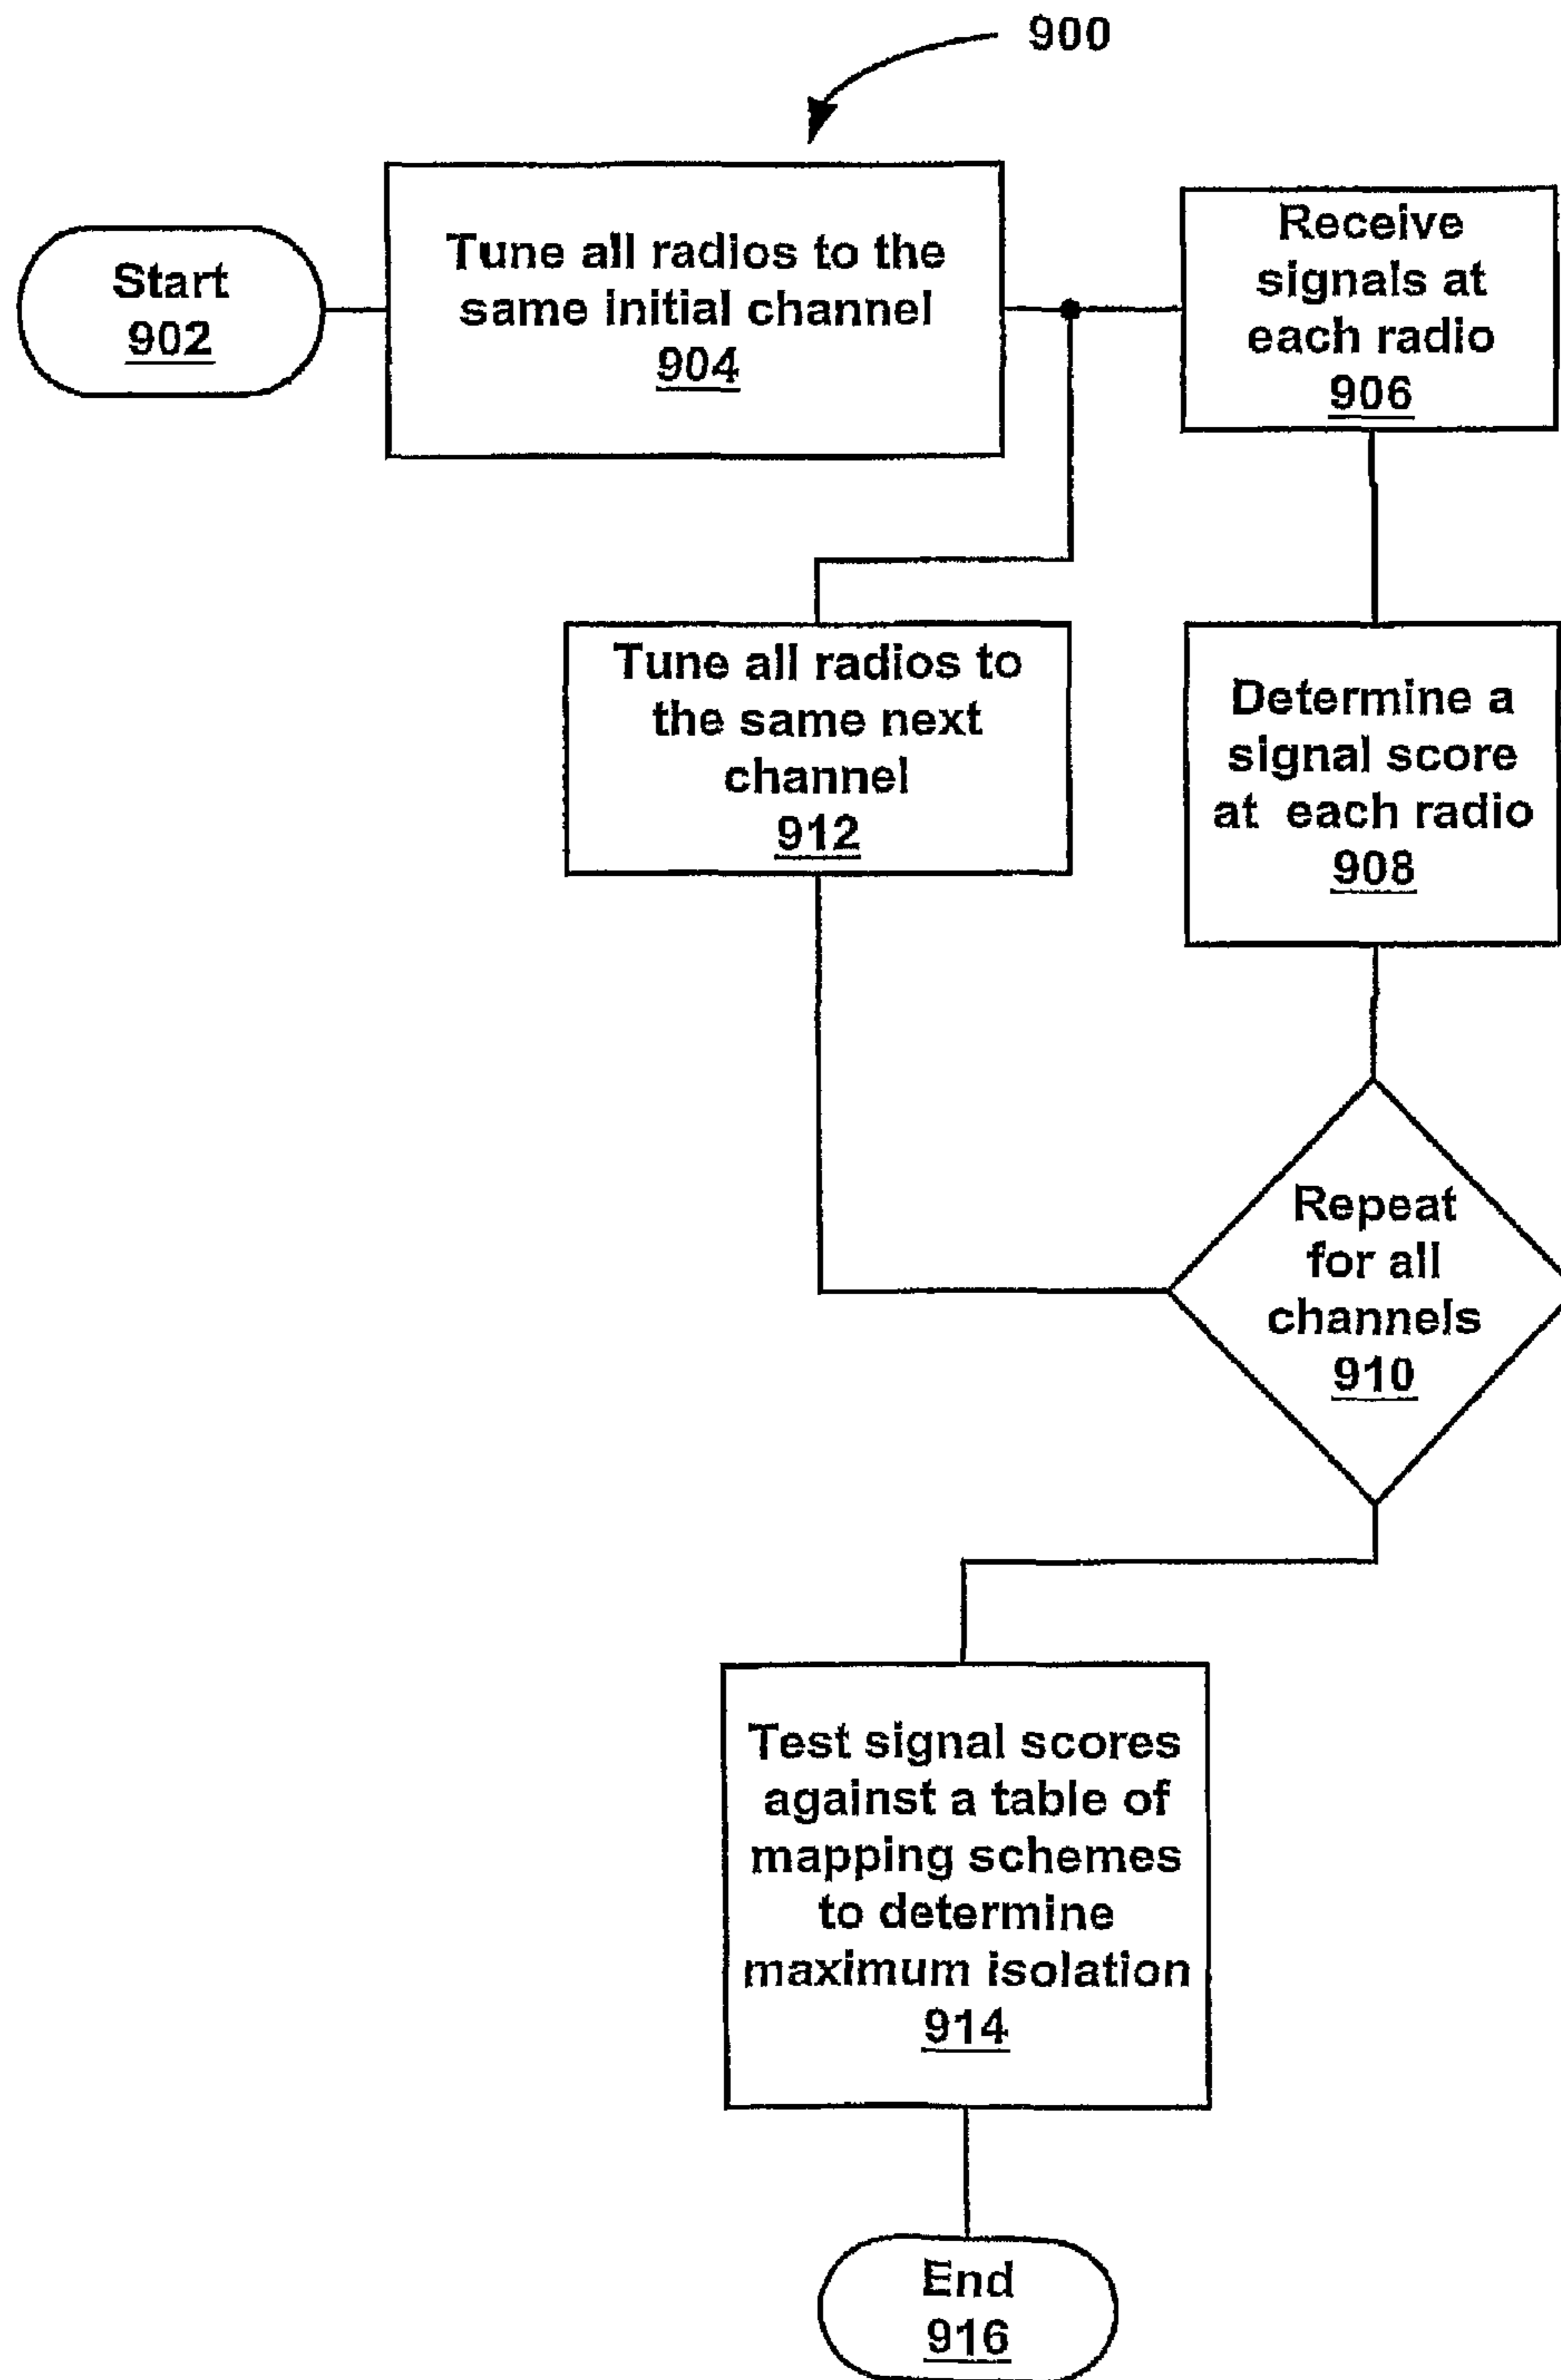 900
Start
902
Tune all radios to the
same initial channel
904
Receive
signals at
each radio
906
Tune all radios to
the same next
channel
912
Determine a
signal score
at each radio
908
Repeat
for all
channels
910
Test signal scores
against a table of
mapping schemes
to determine
maximum isolation
914
End
916